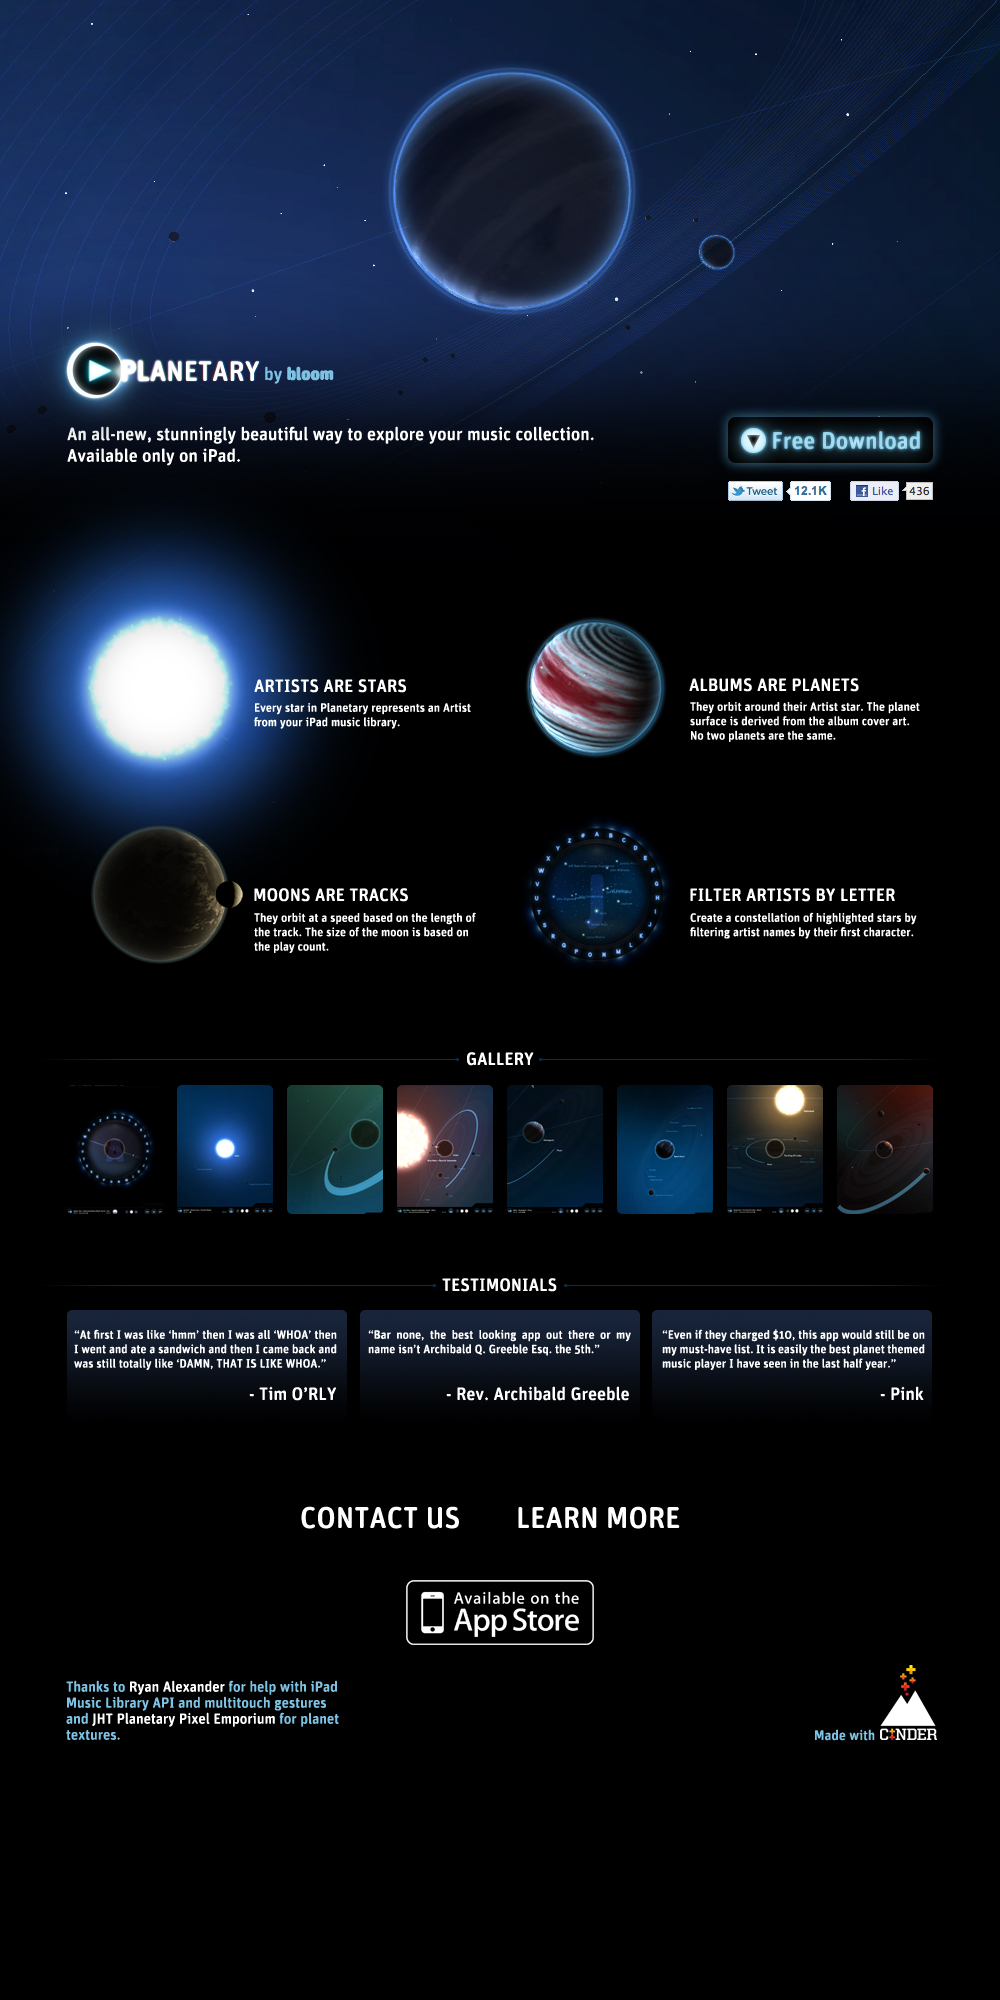 PLANETARY by bloom
An all-new, stunningly beautiful way to explore your music collection.
Available only on iPad.
Free Download
Tweet 12.1K Like 436
ARTISTS ARE STARS
Every star in Planetary represents an Artist
from your iPad music library.
ALBUMS ARE PLANETS
They orbit around their Artist star. The planet
surface is derived from the album cover art.
No two planets are the same.
MOONS ARE TRACKS
They orbit at a speed based on the length of
the track. The size of the moon is based on
the play count.
# A B C D E F G H I J K L M N O P Q R S T U V W X Y Z
FILTER ARTISTS BY LETTER
Create a constellation of highlighted stars by
filtering artist names by their first character.
GALLERY
TESTIMONIALS
“At first I was like ‘hmm’ then I was all ‘WHOA’ then
I went and ate a sandwich and then I came back and
was still totally like ‘DAMN, THAT IS LIKE WHOA.”
- Tim O’RLY
“Bar none, the best looking app out there or my
name isn’t Archibald Q. Greeble Esq. the 5th.”
- Rev. Archibald Greeble
“Even if they charged $10, this app would still be on
my must-have list. It is easily the best planet themed
music player I have seen in the last half year.”
- Pink
CONTACT US LEARN MORE
Available on the
App Store
Thanks to Ryan Alexander for help with iPad
Music Library API and multitouch gestures
and JHT Planetary Pixel Emporium for planet
textures.
Made with CINDER